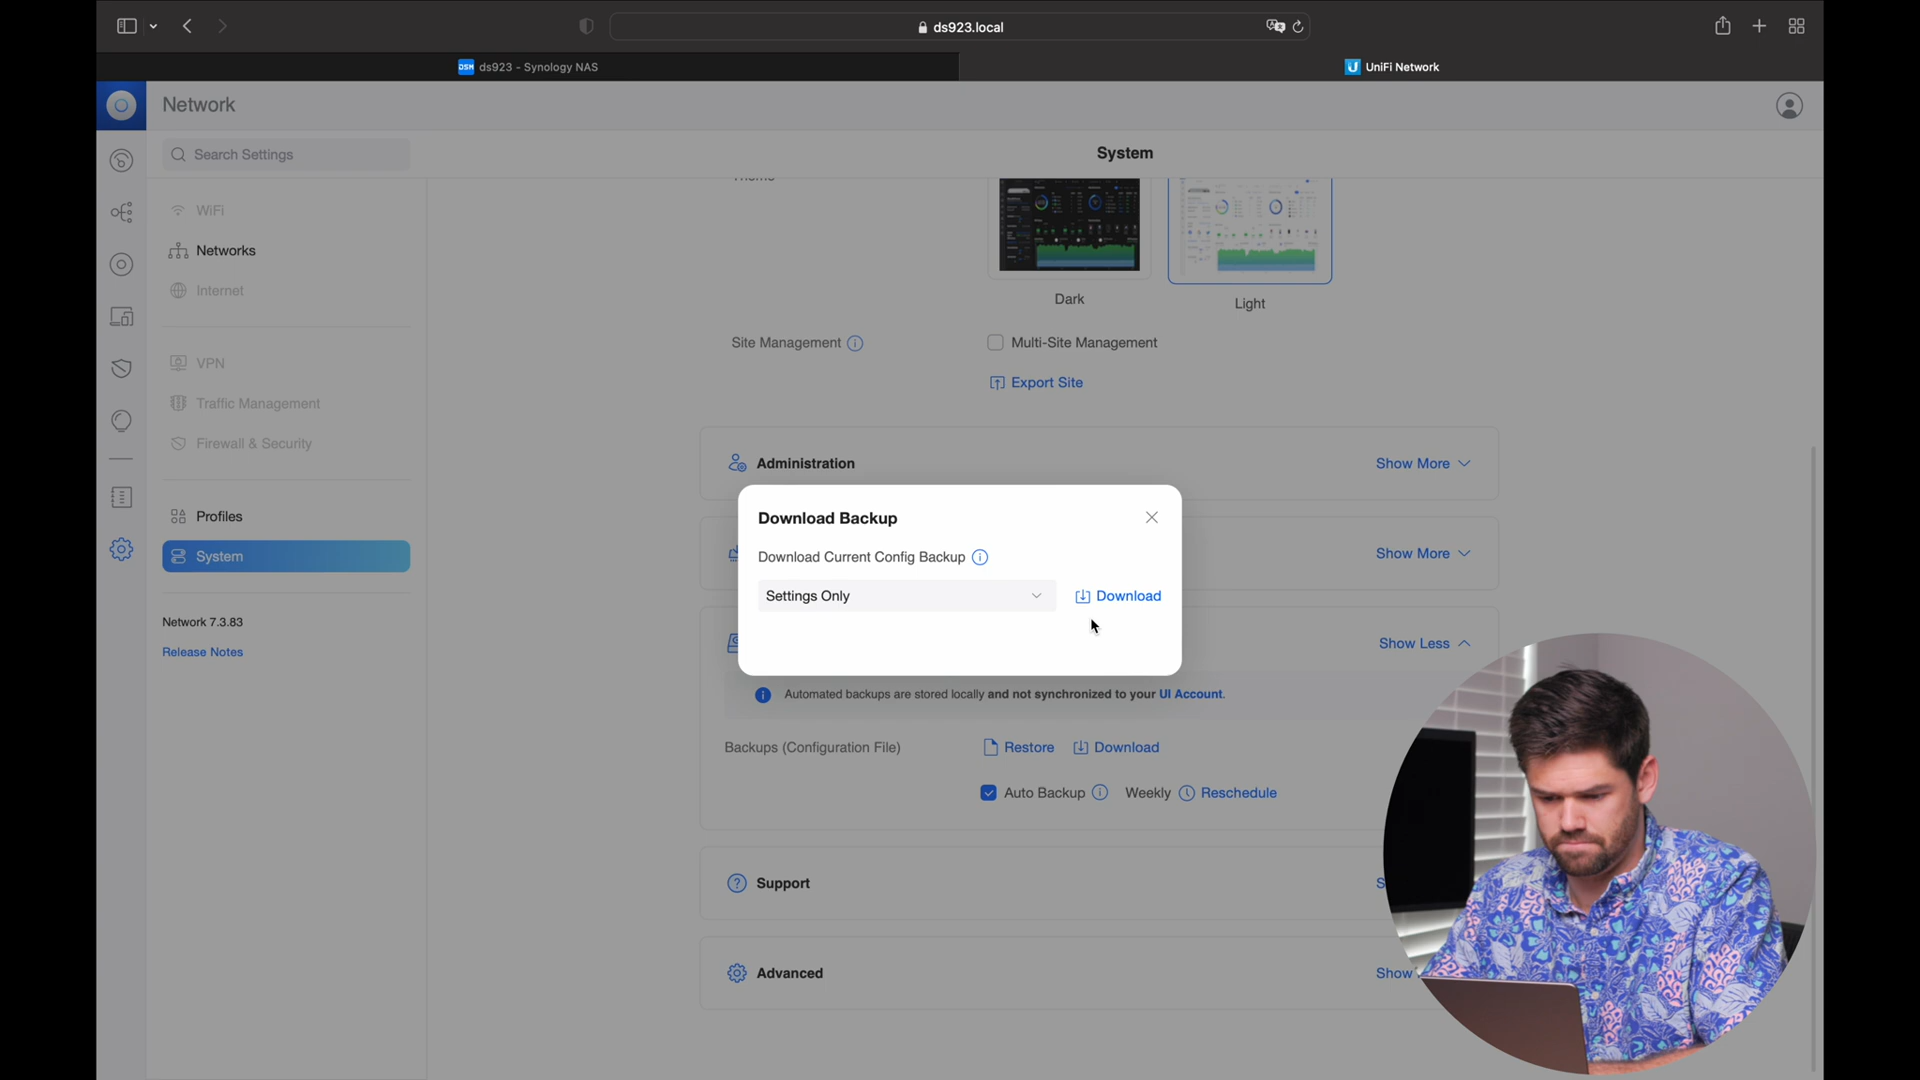 ds923.local
DSM ds923 - Synology NAS
UniFi Network
Network
Search Settings
System
WiFi
Networks
Internet
VPN
Traffic Management
Firewall & Security
Profiles
System
Network 7.3.83
Release Notes
Dark
Light
Site Management
Multi-Site Management
Export Site
Administration
Show More
Show More
Download Backup
Download Current Config Backup
Settings Only
Download
Show Less
Automated backups are stored locally and not synchronized to your UI Account.
Backups (Configuration File)
Restore
Download
Auto Backup
Weekly
Reschedule
Support
Advanced
Show